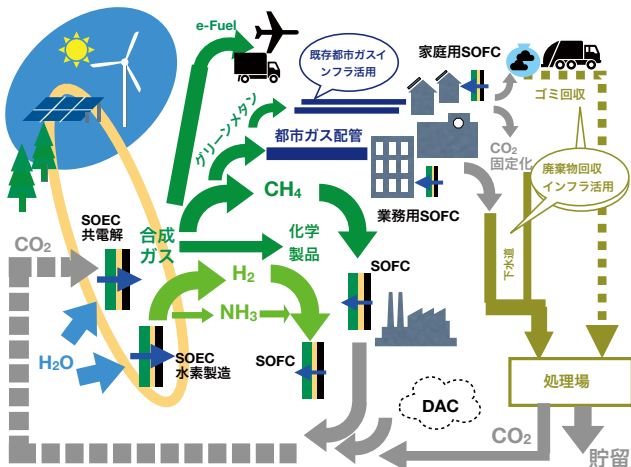 e-Fuel
既存都市ガスイ
ンフラ活用
家庭用SOFC
ゴミ回収
グリーンメタン
都市ガス配管
CO₂
固定化
廃棄物回収
インフラ活用
CH₄
業務用SOFC
SOEC
共電解
合成
ガス
化学
製品
下水道
CO₂
H₂
SOFC
NH₃
H₂O
SOEC
水素製造
SOFC
処理場
DAC
CO₂
貯留